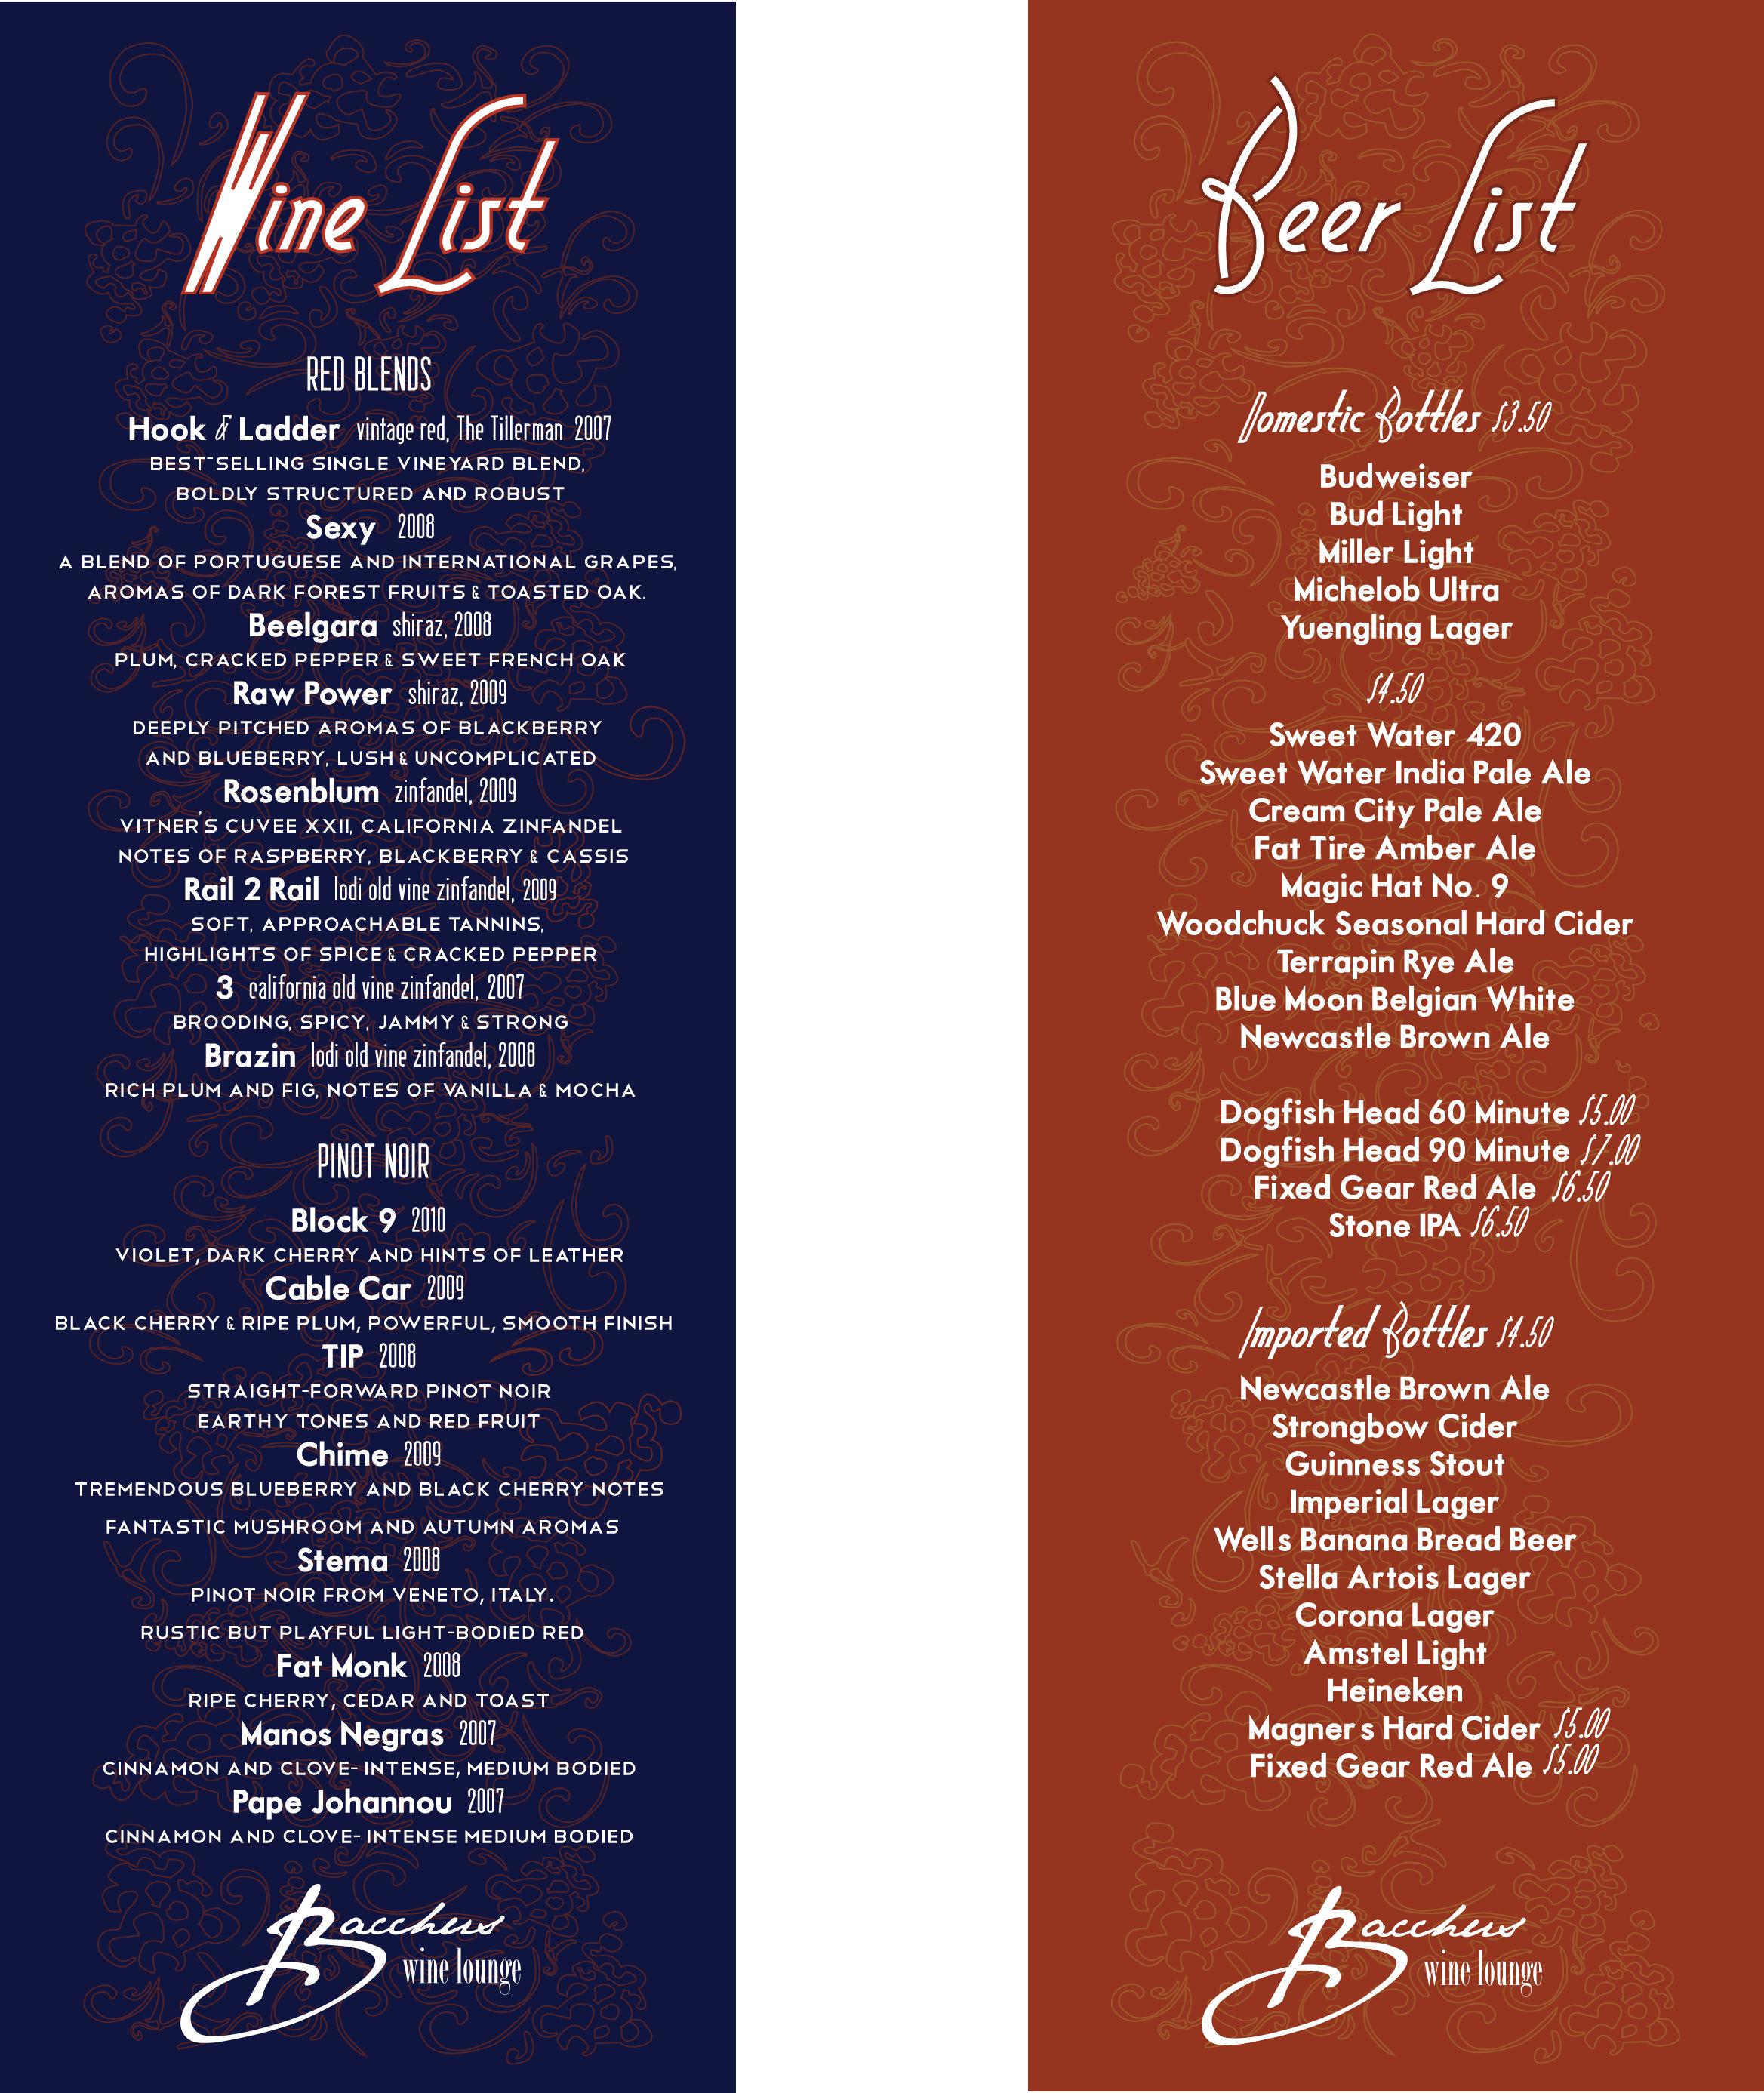 Wine List
RED BLENDS
Hook & Ladder vintage red, The Tillerman 2007
BEST-SELLING SINGLE VINEYARD BLEND,
BOLDLY STRUCTURED AND ROBUST
Sexy 2008
A BLEND OF PORTUGUESE AND INTERNATIONAL GRAPES,
AROMAS OF DARK FOREST FRUITS & TOASTED OAK.
Beelgara shiraz, 2008
PLUM, CRACKED PEPPER & SWEET FRENCH OAK
Raw Power shiraz, 2009
DEEPLY PITCHED AROMAS OF BLACKBERRY
AND BLUEBERRY, LUSH & UNCOMPLICATED
Rosenblum zinfandel, 2009
VITNER'S CUVEE XXII, CALIFORNIA ZINFANDEL
NOTES OF RASPBERRY, BLACKBERRY & CASSIS
Rail 2 Rail lodi old vine zinfandel, 2009
SOFT, APPROACHABLE TANNINS,
HIGHLIGHTS OF SPICE & CRACKED PEPPER
3 california old vine zinfandel, 2007
BROODING, SPICY, JAMMY & STRONG
Brazin lodi old vine zinfandel, 2008
RICH PLUM AND FIG, NOTES OF VANILLA & MOCHA
PINOT NOIR
Block 9 2010
VIOLET, DARK CHERRY AND HINTS OF LEATHER
Cable Car 2009
BLACK CHERRY & RIPE PLUM, POWERFUL, SMOOTH FINISH
TIP 2008
STRAIGHT-FORWARD PINOT NOIR
EARTHY TONES AND RED FRUIT
Chime 2009
TREMENDOUS BLUEBERRY AND BLACK CHERRY NOTES
FANTASTIC MUSHROOM AND AUTUMN AROMAS
Stema 2008
PINOT NOIR FROM VENETO, ITALY.
RUSTIC BUT PLAYFUL LIGHT-BODIED RED
Fat Monk 2008
RIPE CHERRY, CEDAR AND TOAST
Manos Negras 2007
CINNAMON AND CLOVE- INTENSE, MEDIUM BODIED
Pape Johannou 2007
CINNAMON AND CLOVE- INTENSE MEDIUM BODIED
Bacchus
wine lounge
Beer List
Domestic Bottles $3.50
Budweiser
Bud Light
Miller Light
Michelob Ultra
Yuengling Lager
$4.50
Sweet Water 420
Sweet Water India Pale Ale
Cream City Pale Ale
Fat Tire Amber Ale
Magic Hat No. 9
Woodchuck Seasonal Hard Cider
Terrapin Rye Ale
Blue Moon Belgian White
Newcastle Brown Ale
Dogfish Head 60 Minute $5.00
Dogfish Head 90 Minute $7.00
Fixed Gear Red Ale $6.50
Stone IPA $6.50
Imported Bottles $4.50
Newcastle Brown Ale
Strongbow Cider
Guinness Stout
Imperial Lager
Wells Banana Bread Beer
Stella Artois Lager
Corona Lager
Amstel Light
Heineken
Magner s Hard Cider $5.00
Fixed Gear Red Ale $5.00
Bacchus
wine lounge